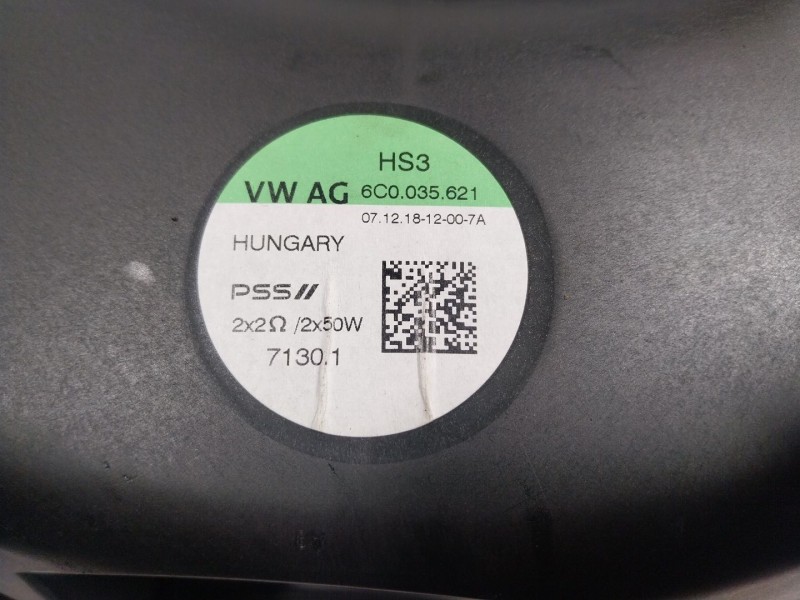 HS3
VW AG 6C0.035.621
07.12.18-12-00-7A
HUNGARY
PSS
2x2Ω /2x50W
7130.1